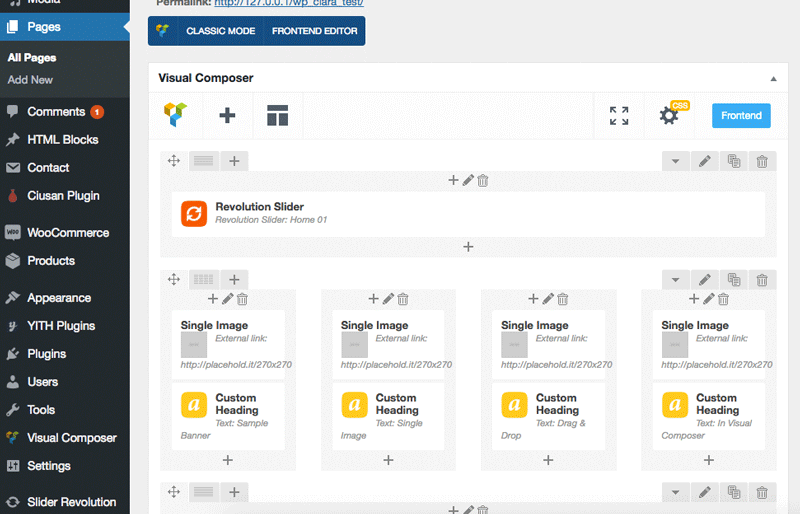 Media
Pages
All Pages
Add New
Comments 1
HTML Blocks
Contact
Clusan Plugin
WooCommerce
Products
Appearance
YITH Plugins
Plugins
Users
Tools
Visual Composer
Settings
Slider Revolution
Permalink: http://127.0.0.1/wp_clara_test/
CLASSIC MODE FRONTEND EDITOR
Visual Composer
CSS
Frontend
Revolution Slider
Revolution Slider: Home 01
Single Image
External link:
http://placehold.it/270x270
Custom
Heading
Text: Sample
Banner
Single Image
External link:
http://placehold.it/270x270
Custom
Heading
Text: Single
Image
Single Image
External link:
http://placehold.it/270x270
Custom
Heading
Text: Drag &
Drop
Single Image
External link:
http://placehold.it/270x270
Custom
Heading
Text: In Visual
Composer